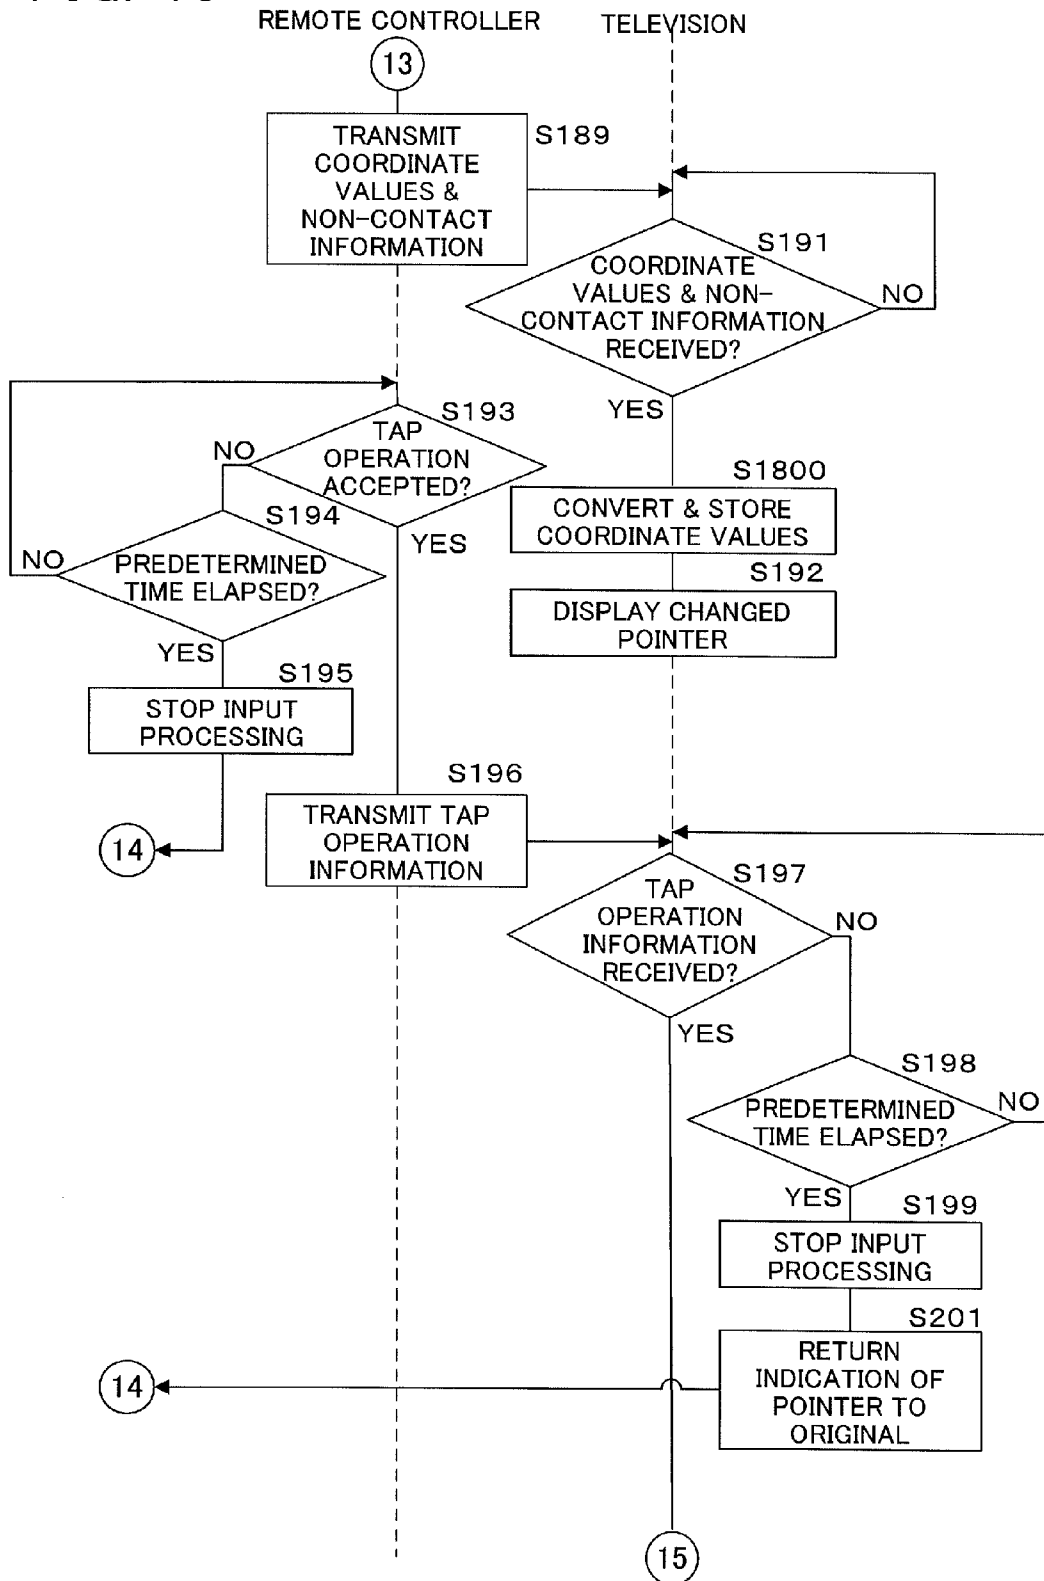 REMOTE CONTROLLER
TELEVISION
13
TRANSMIT
COORDINATE
VALUES &
NON-CONTACT
INFORMATION
S189
S191
COORDINATE
VALUES & NON-
CONTACT INFORMATION
RECEIVED?
NO
YES
S193
TAP
OPERATION
ACCEPTED?
NO
YES
S1800
CONVERT & STORE
COORDINATE VALUES
S194
PREDETERMINED
TIME ELAPSED?
NO
YES
S192
DISPLAY CHANGED
POINTER
S195
STOP INPUT
PROCESSING
14
S196
TRANSMIT TAP
OPERATION
INFORMATION
S197
TAP
OPERATION
INFORMATION
RECEIVED?
NO
YES
S198
PREDETERMINED
TIME ELAPSED?
NO
YES
S199
STOP INPUT
PROCESSING
S201
RETURN
INDICATION OF
POINTER TO
ORIGINAL
14
15